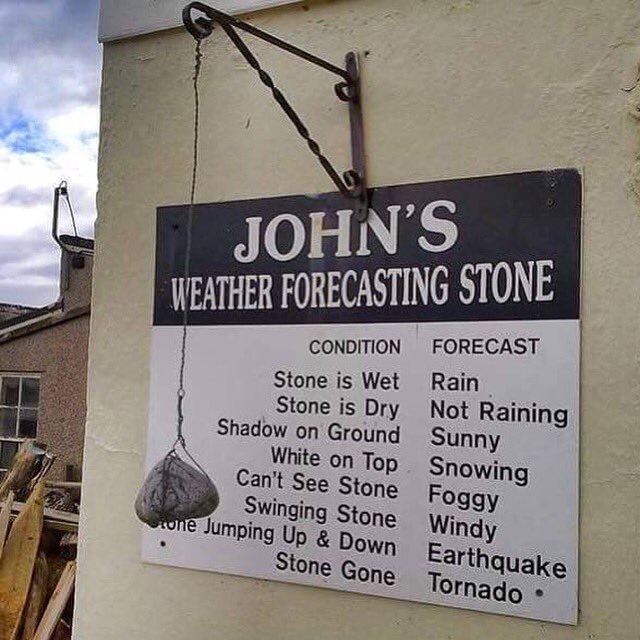 JOHN'S
WEATHER FORECASTING STONE
CONDITION FORECAST
Stone is Wet Rain
Stone is Dry Not Raining
Shadow on Ground Sunny
White on Top Snowing
Can't See Stone Foggy
Swinging Stone Windy
Stone Jumping Up & Down Earthquake
Stone Gone Tornado